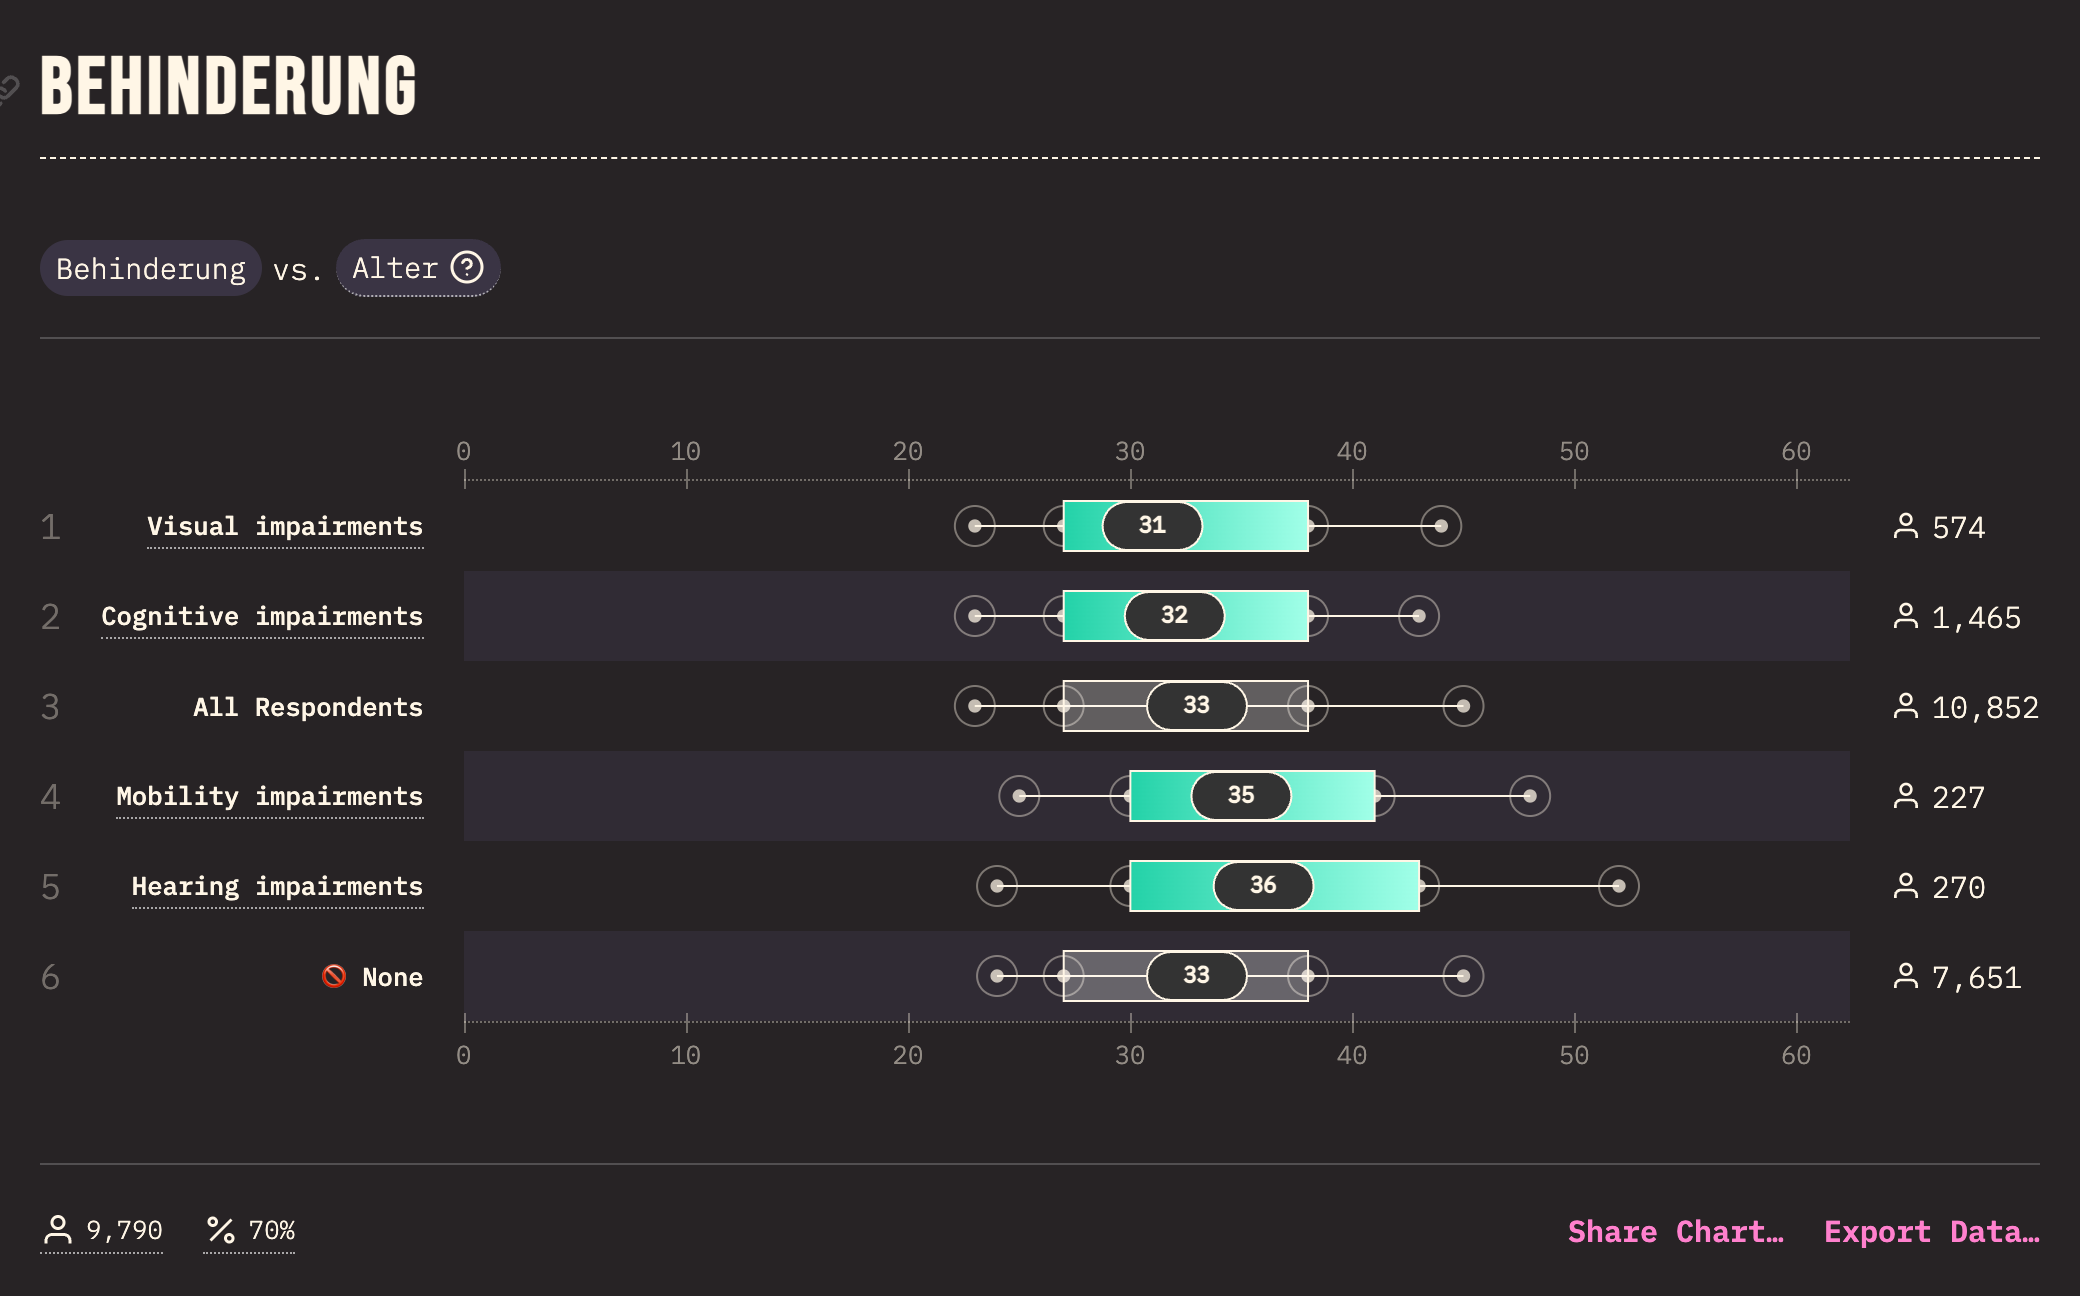 BEHINDERUNG
Behinderung vs. Alter ?
0 10 20 30 40 50 60
1 Visual impairments 31 574
2 Cognitive impairments 32 1,465
3 All Respondents 33 10,852
4 Mobility impairments 35 227
5 Hearing impairments 36 270
6 🚫 None 33 7,651
0 10 20 30 40 50 60
9,790 % 70% Share Chart… Export Data…